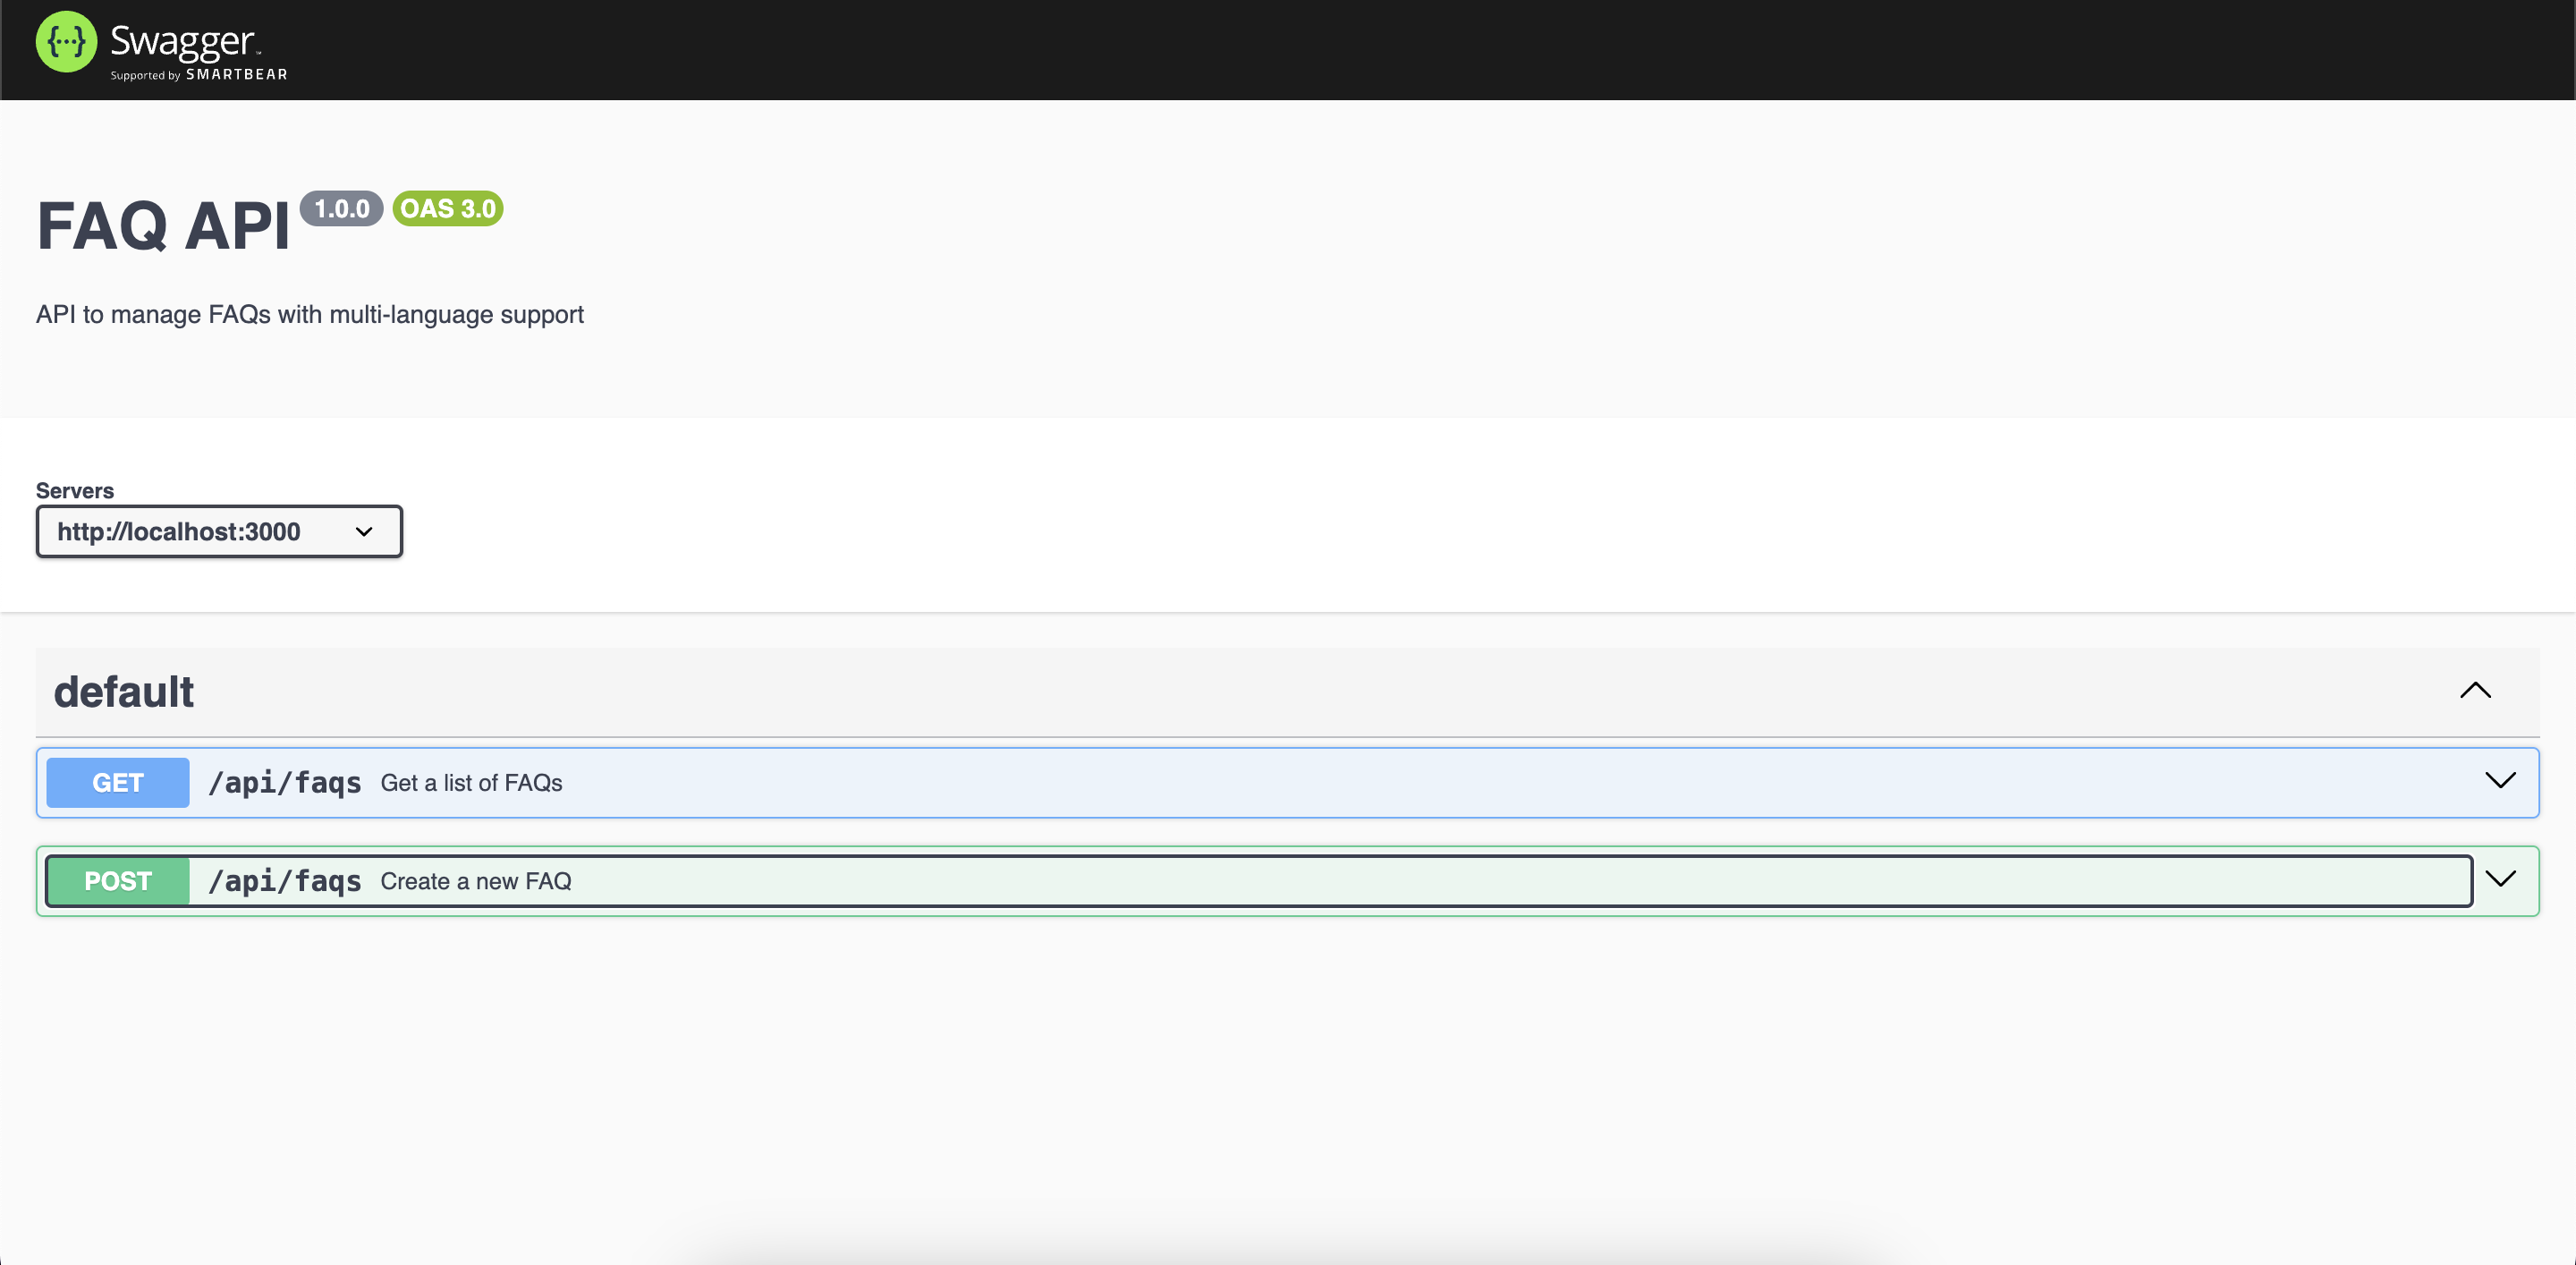 {···} Swagger™
Supported by SMARTBEAR
FAQ API 1.0.0 OAS 3.0
API to manage FAQs with multi-language support
Servers
http://localhost:3000
default
GET /api/faqs Get a list of FAQs
POST /api/faqs Create a new FAQ